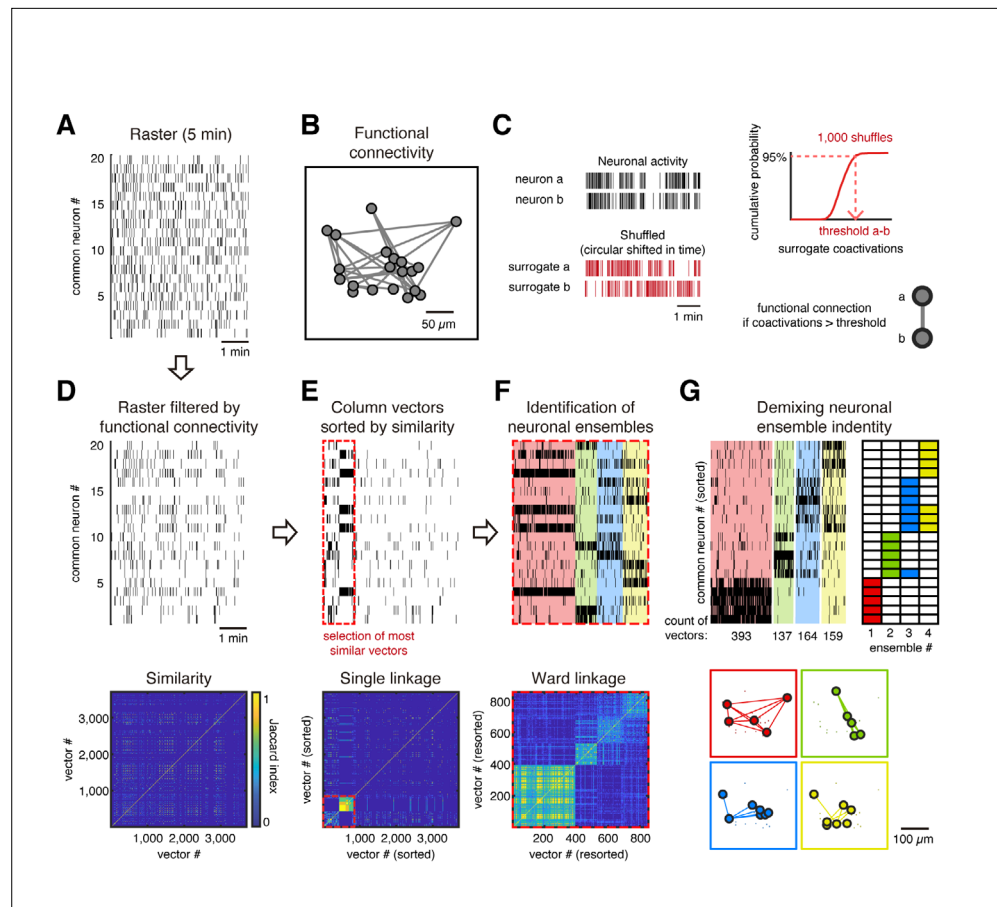 A
Raster (5 min)
20
15
10
5
common neuron #
1 min
B
Functional
connectivity
50 µm
C
Neuronal activity
neuron a
neuron b
Shuffled
(circular shifted in time)
surrogate a
surrogate b
1 min
1,000 shuffles
95%
cumulative probability
threshold a-b
surrogate coactivations
functional connection
if coactivations > threshold
a
b
D
Raster filtered by
functional connectivity
20
15
10
5
common neuron #
1 min
E
Column vectors
sorted by similarity
selection of most
similar vectors
F
Identification of
neuronal ensembles
G
Demixing neuronal
ensemble indentity
common neuron # (sorted)
count of
vectors:
393
137
164
159
1 2 3 4
ensemble #
Similarity
3,000
2,000
1,000
vector #
1,000 2,000 3,000
vector #
1
0
Jaccard index
Single linkage
vector # (sorted)
1,000 2,000 3,000
vector # (sorted)
Ward linkage
800
600
400
200
vector # (resorted)
200 400 600 800
vector # (resorted)
100 µm